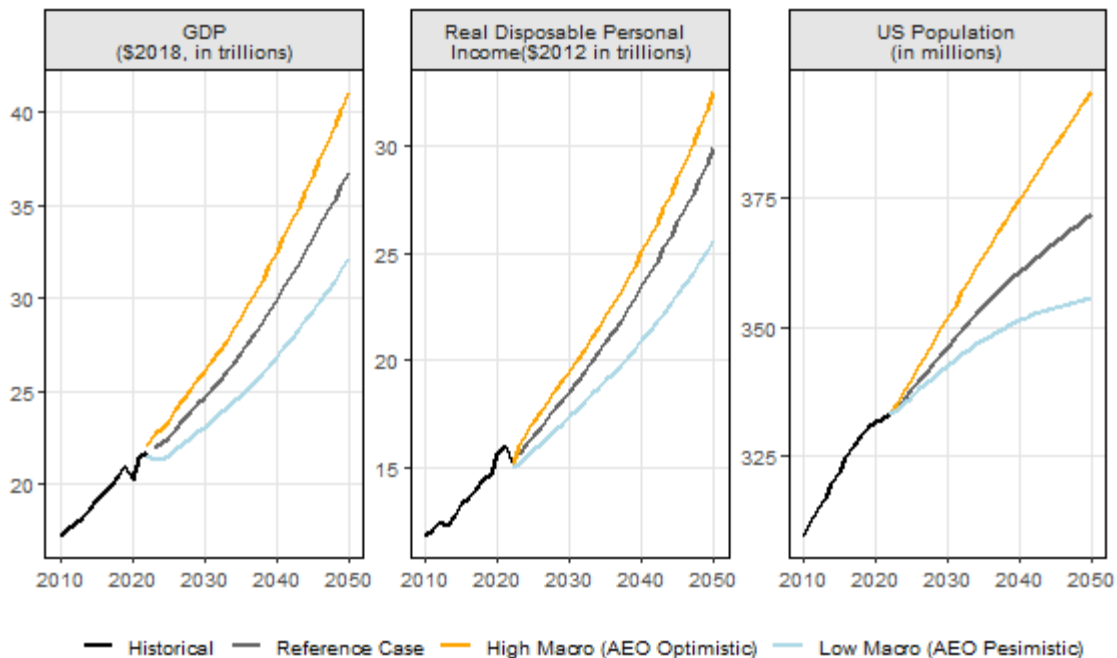 GDP
($2018, in trillions)
40
35
30
25
20
2010 2020 2030 2040 2050
Real Disposable Personal
Income($2012 in trillions)
30
25
20
15
2010 2020 2030 2040 2050
US Population
(in millions)
375
350
325
2010 2020 2030 2040 2050
Historical Reference Case High Macro (AEO Optimistic) Low Macro (AEO Pesimistic)